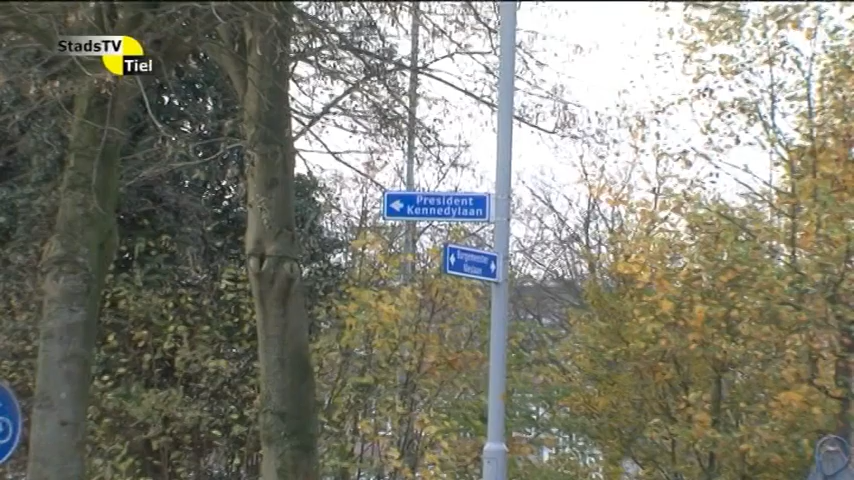 StadsTV
Tiel
President
Kennedylaan
Burgemeester